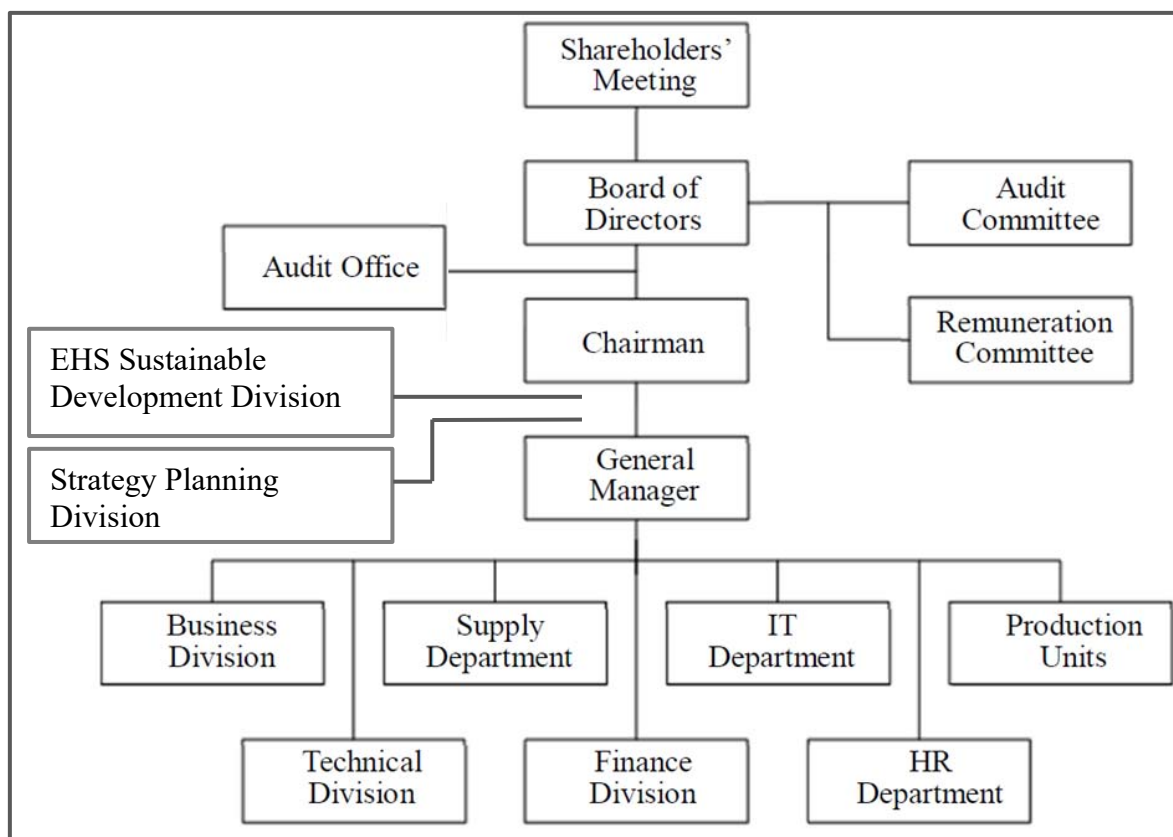 Shareholders’
Meeting
Board of
Directors
Audit
Committee
Audit Office
Remuneration
Committee
Chairman
EHS Sustainable
Development Division
General
Manager
Strategy Planning
Division
Business
Division
Supply
Department
IT
Department
Production
Units
Technical
Division
Finance
Division
HR
Department